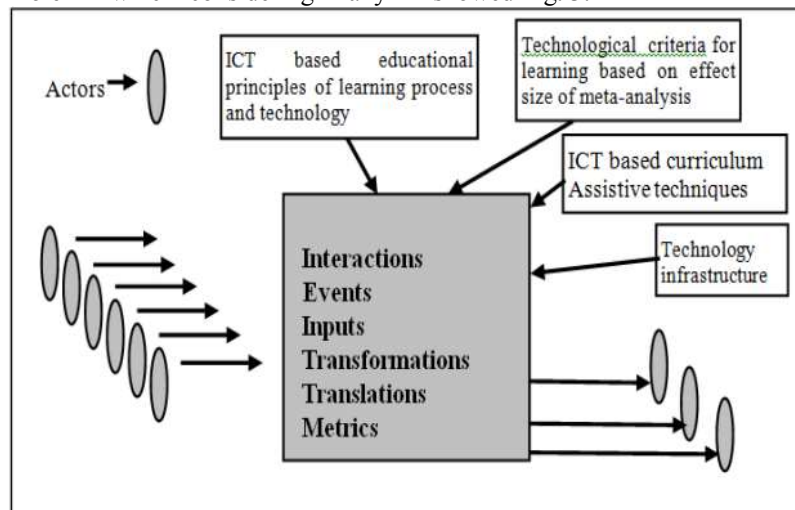 ICT based educational
principles of learning process
and technology
Technological criteria for
learning based on effect
size of meta-analysis
Actors
ICT based curriculum
Assistive techniques
Technology
infrastructure
Interactions
Events
Inputs
Transformations
Translations
Metrics